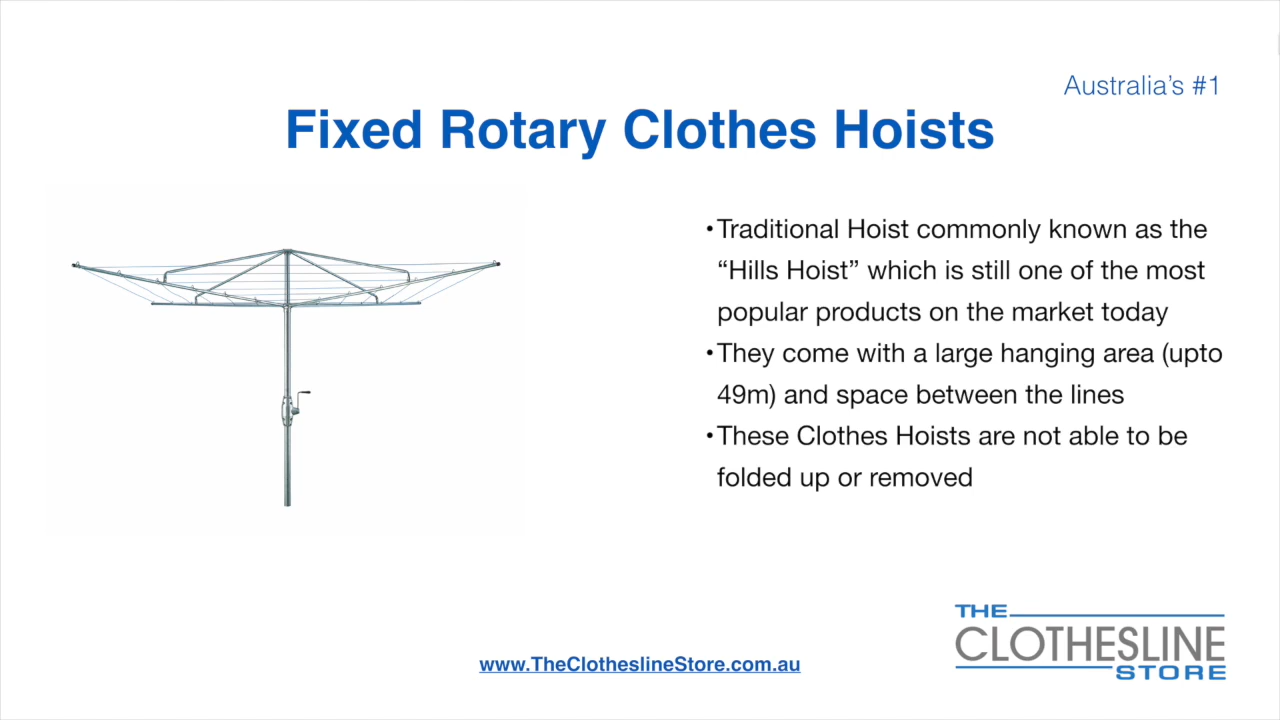 Australia's #1
Fixed Rotary Clothes Hoists
•Traditional Hoist commonly known as the
“Hills Hoist” which is still one of the most
popular products on the market today
•They come with a large hanging area (upto
49m) and space between the lines
•These Clothes Hoists are not able to be
folded up or removed
www.TheClotheslineStore.com.au
THE
CLOTHESLINE
STORE